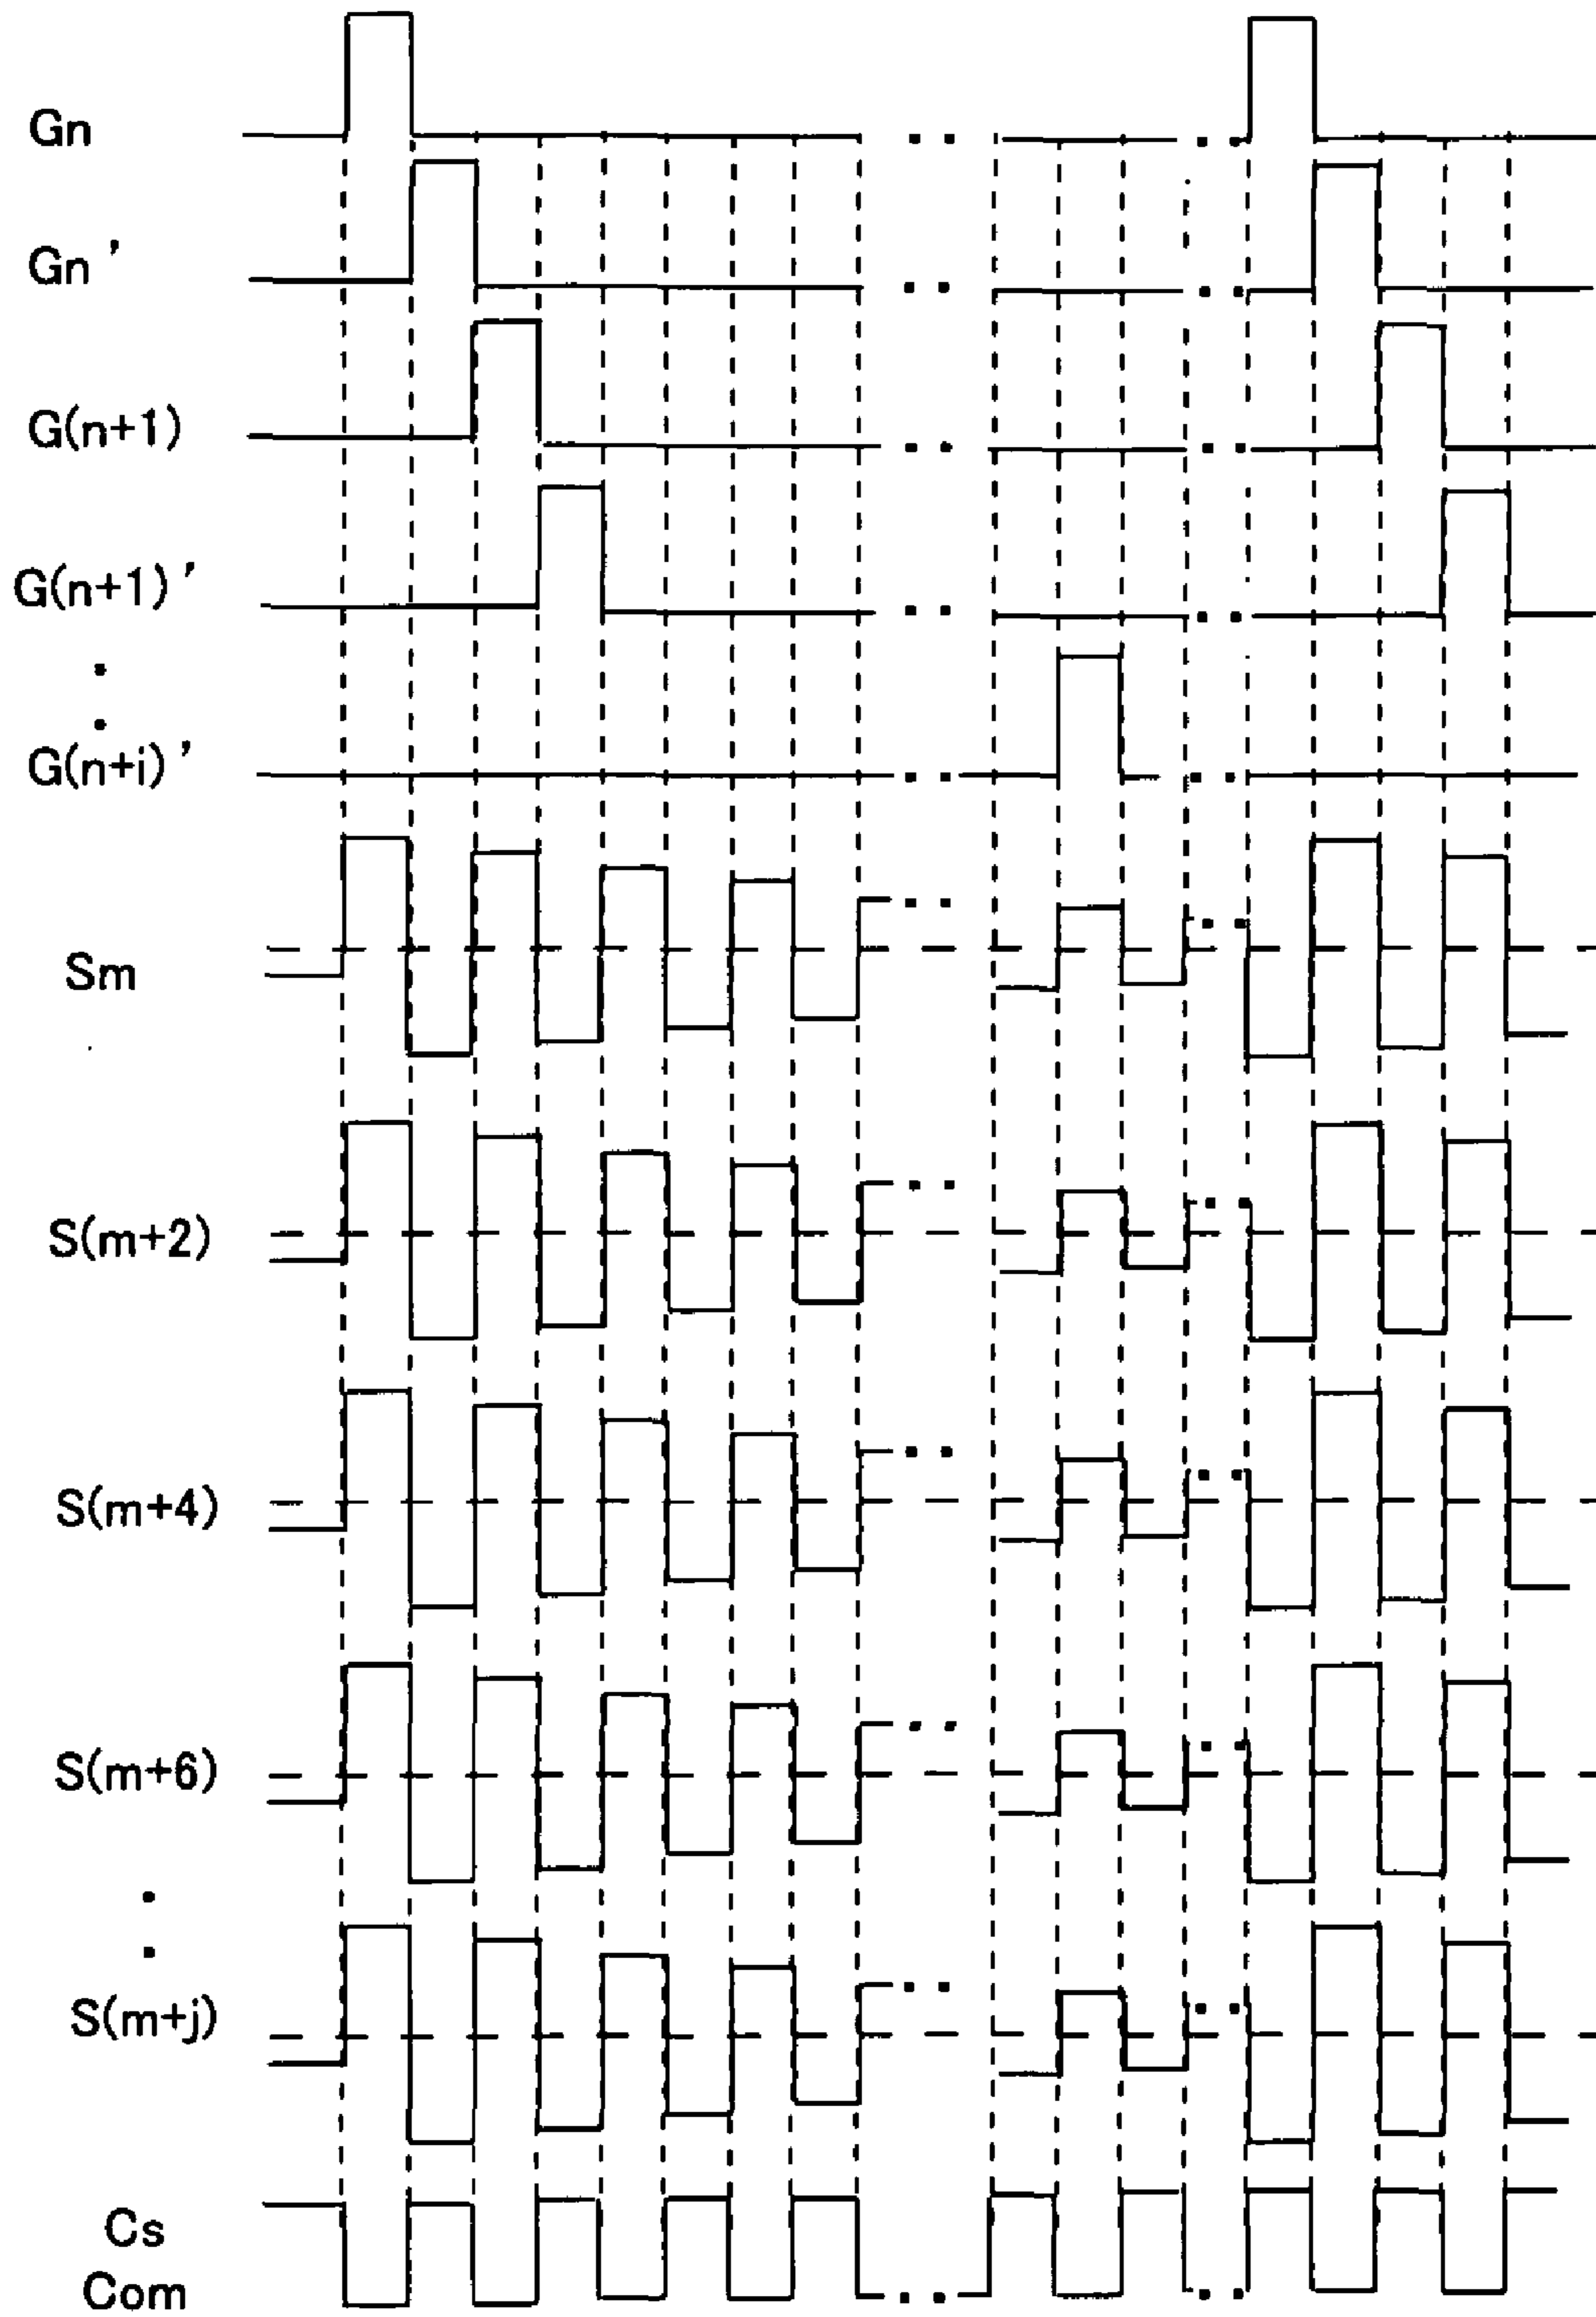 Gn
Gn '
G(n+1)
G(n+1) '
G(n+i) '
Sm
S(m+2)
S(m+4)
S(m+6)
S(m+j)
Cs
Com